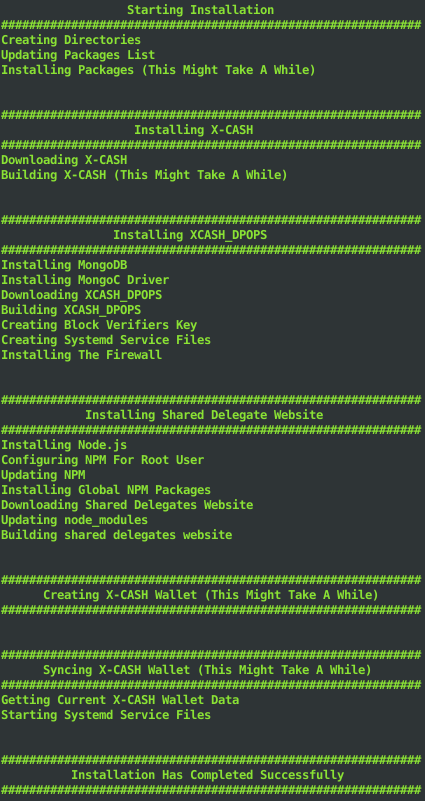 Starting Installation
############################################################
Creating Directories
Updating Packages List
Installing Packages (This Might Take A While)
############################################################
Installing X-CASH
############################################################
Downloading X-CASH
Building X-CASH (This Might Take A While)
############################################################
Installing XCASH_DPOPS
############################################################
Installing MongoDB
Installing MongoC Driver
Downloading XCASH_DPOPS
Building XCASH_DPOPS
Creating Block Verifiers Key
Creating Systemd Service Files
Installing The Firewall
############################################################
Installing Shared Delegate Website
############################################################
Installing Node.js
Configuring NPM For Root User
Updating NPM
Installing Global NPM Packages
Downloading Shared Delegates Website
Updating node_modules
Building shared delegates website
############################################################
Creating X-CASH Wallet (This Might Take A While)
############################################################
############################################################
Syncing X-CASH Wallet (This Might Take A While)
############################################################
Getting Current X-CASH Wallet Data
Starting Systemd Service Files
############################################################
Installation Has Completed Successfully
############################################################